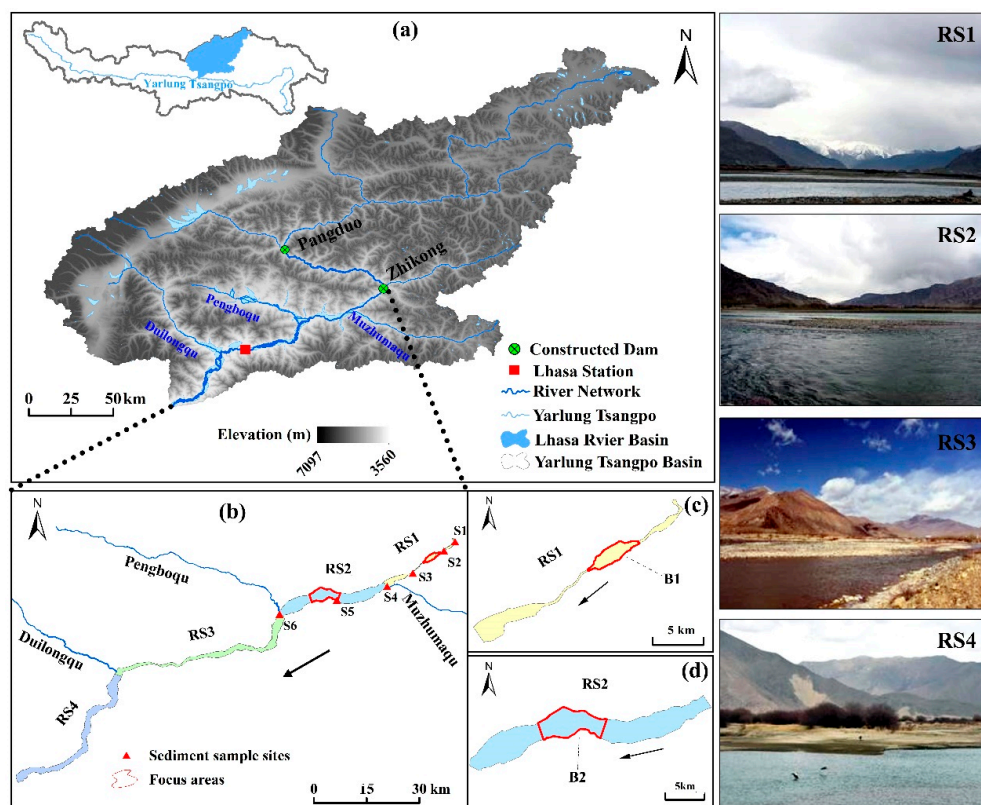 (a)
N
Yarlung Tsangpo
Pangduo
Zhikong
Pengboqu
Duilongqu
Muzhumaqu
0 25 50 km
Elevation (m)
7097 3560
Constructed Dam
Lhasa Station
River Network
Yarlung Tsangpo
Lhasa Rvier Basin
Yarlung Tsangpo Basin
(b)
N
Pengboqu
Duilongqu
Muzhumaqu
RS1
RS2
RS3
RS4
S1
S2
S3
S4
S5
S6
Sediment sample sites
Focus areas
0 15 30 km
(c)
N
RS1
B1
5 km
(d)
N
RS2
B2
5km
RS1
RS2
RS3
RS4